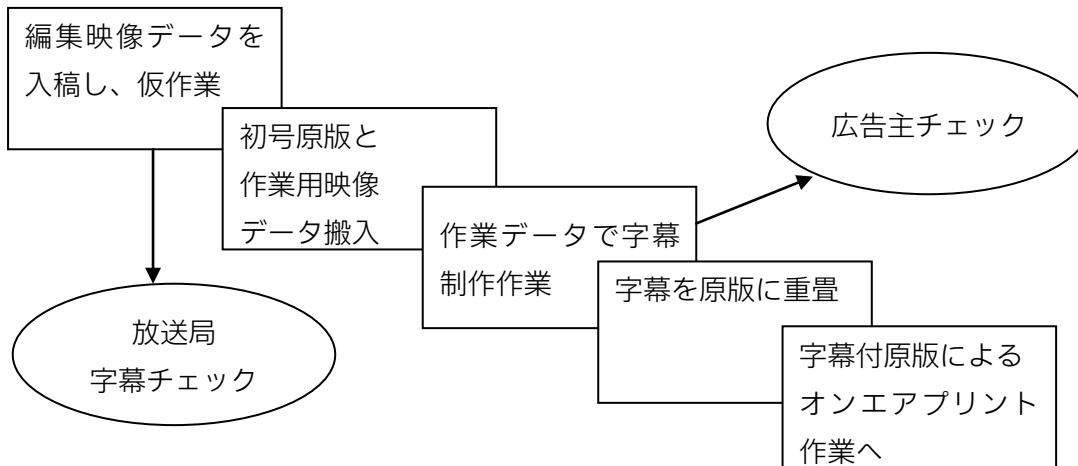 編集映像データを
入稿し、仮作業
初号原版と
作業用映像
データ搬入
広告主チェック
作業データで字幕
制作作業
字幕を原版に重畳
放送局
字幕チェック
字幕付原版による
オンエアプリント
作業へ